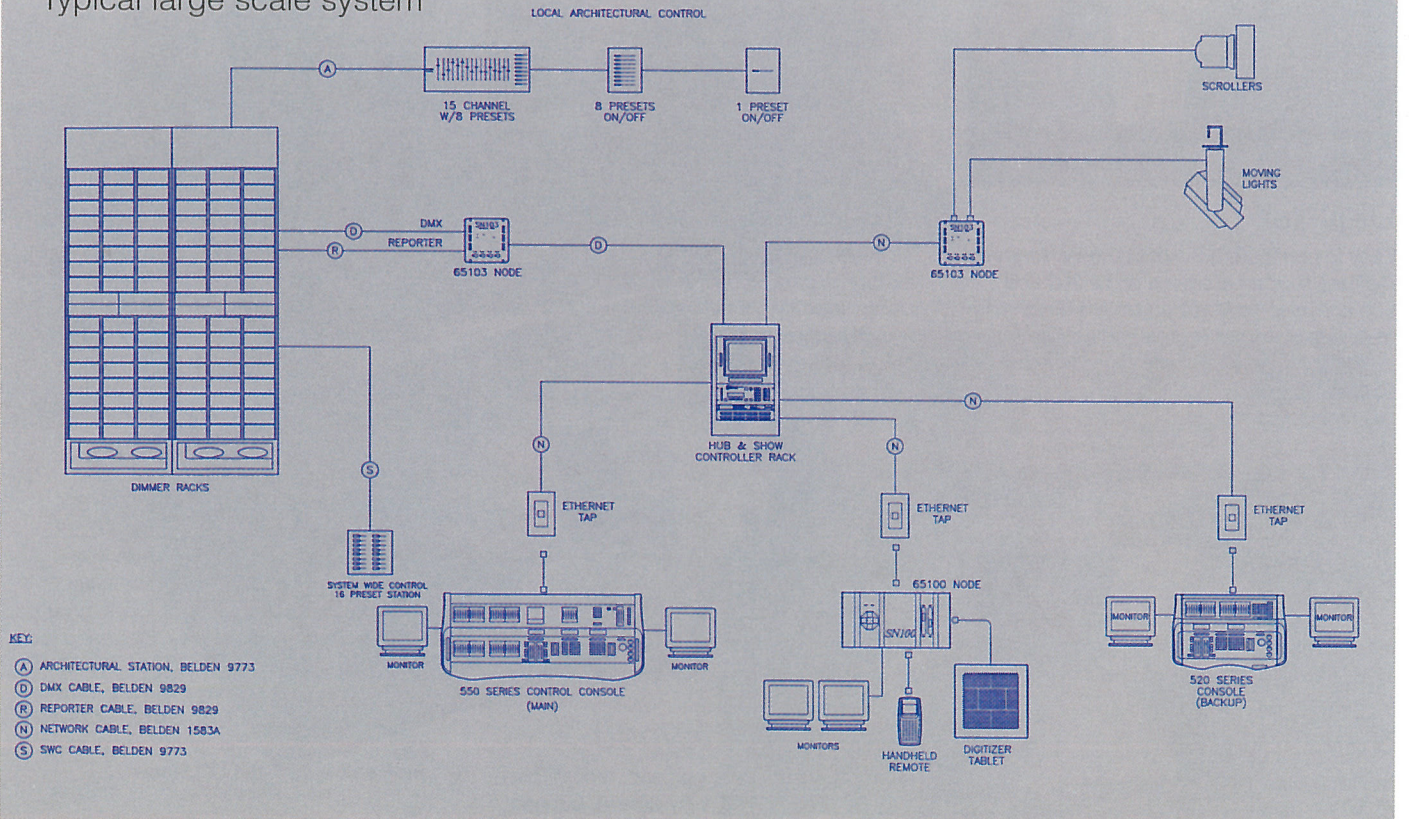 Typical large scale system
LOCAL ARCHITECTURAL CONTROL
A
15 CHANNEL
W/8 PRESETS
8 PRESETS
ON/OFF
1 PRESET
ON/OFF
SCROLLERS
MOVING
LIGHTS
D
DMX
R
REPORTER
SN103
65103 NODE
D
N
SN103
65103 NODE
HUB & SHOW
CONTROLLER RACK
N
N
N
DIMMER RACKS
S
SYSTEM WIDE CONTROL
16 PRESET STATION
ETHERNET
TAP
ETHERNET
TAP
ETHERNET
TAP
MONITOR
MONITOR
550 SERIES CONTROL CONSOLE
(MAIN)
65100 NODE
SN100
MONITORS
HANDHELD
REMOTE
DIGITIZER
TABLET
MONITOR
MONITOR
520 SERIES
CONSOLE
(BACKUP)
KEY:
A ARCHITECTURAL STATION, BELDEN 9773
D DMX CABLE, BELDEN 9829
R REPORTER CABLE, BELDEN 9829
N NETWORK CABLE, BELDEN 1583A
S SWC CABLE, BELDEN 9773